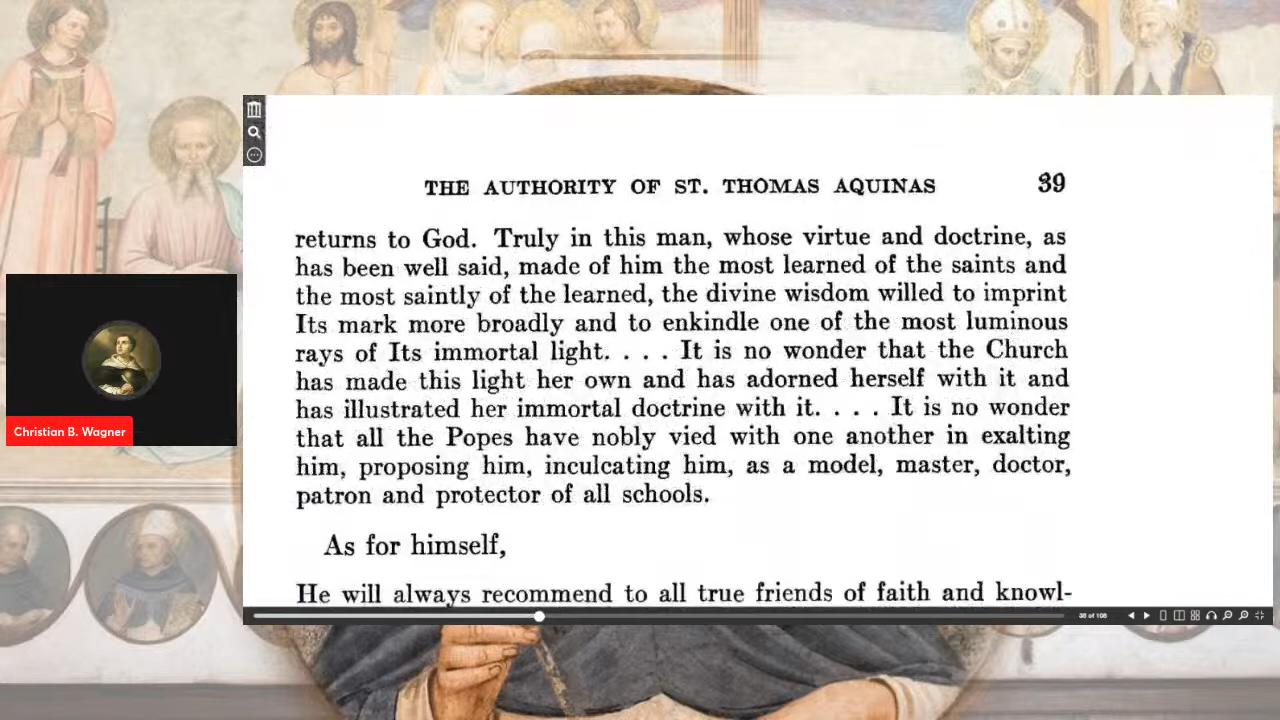 THE AUTHORITY OF ST. THOMAS AQUINAS 39
returns to God. Truly in this man, whose virtue and doctrine, as
has been well said, made of him the most learned of the saints and
the most saintly of the learned, the divine wisdom willed to imprint
Its mark more broadly and to enkindle one of the most luminous
rays of Its immortal light. . . . It is no wonder that the Church
has made this light her own and has adorned herself with it and
has illustrated her immortal doctrine with it. . . . It is no wonder
that all the Popes have nobly vied with one another in exalting
him, proposing him, inculcating him, as a model, master, doctor,
patron and protector of all schools.
As for himself,
He will always recommend to all true friends of faith and knowl-
38 of 108
Christian B. Wagner